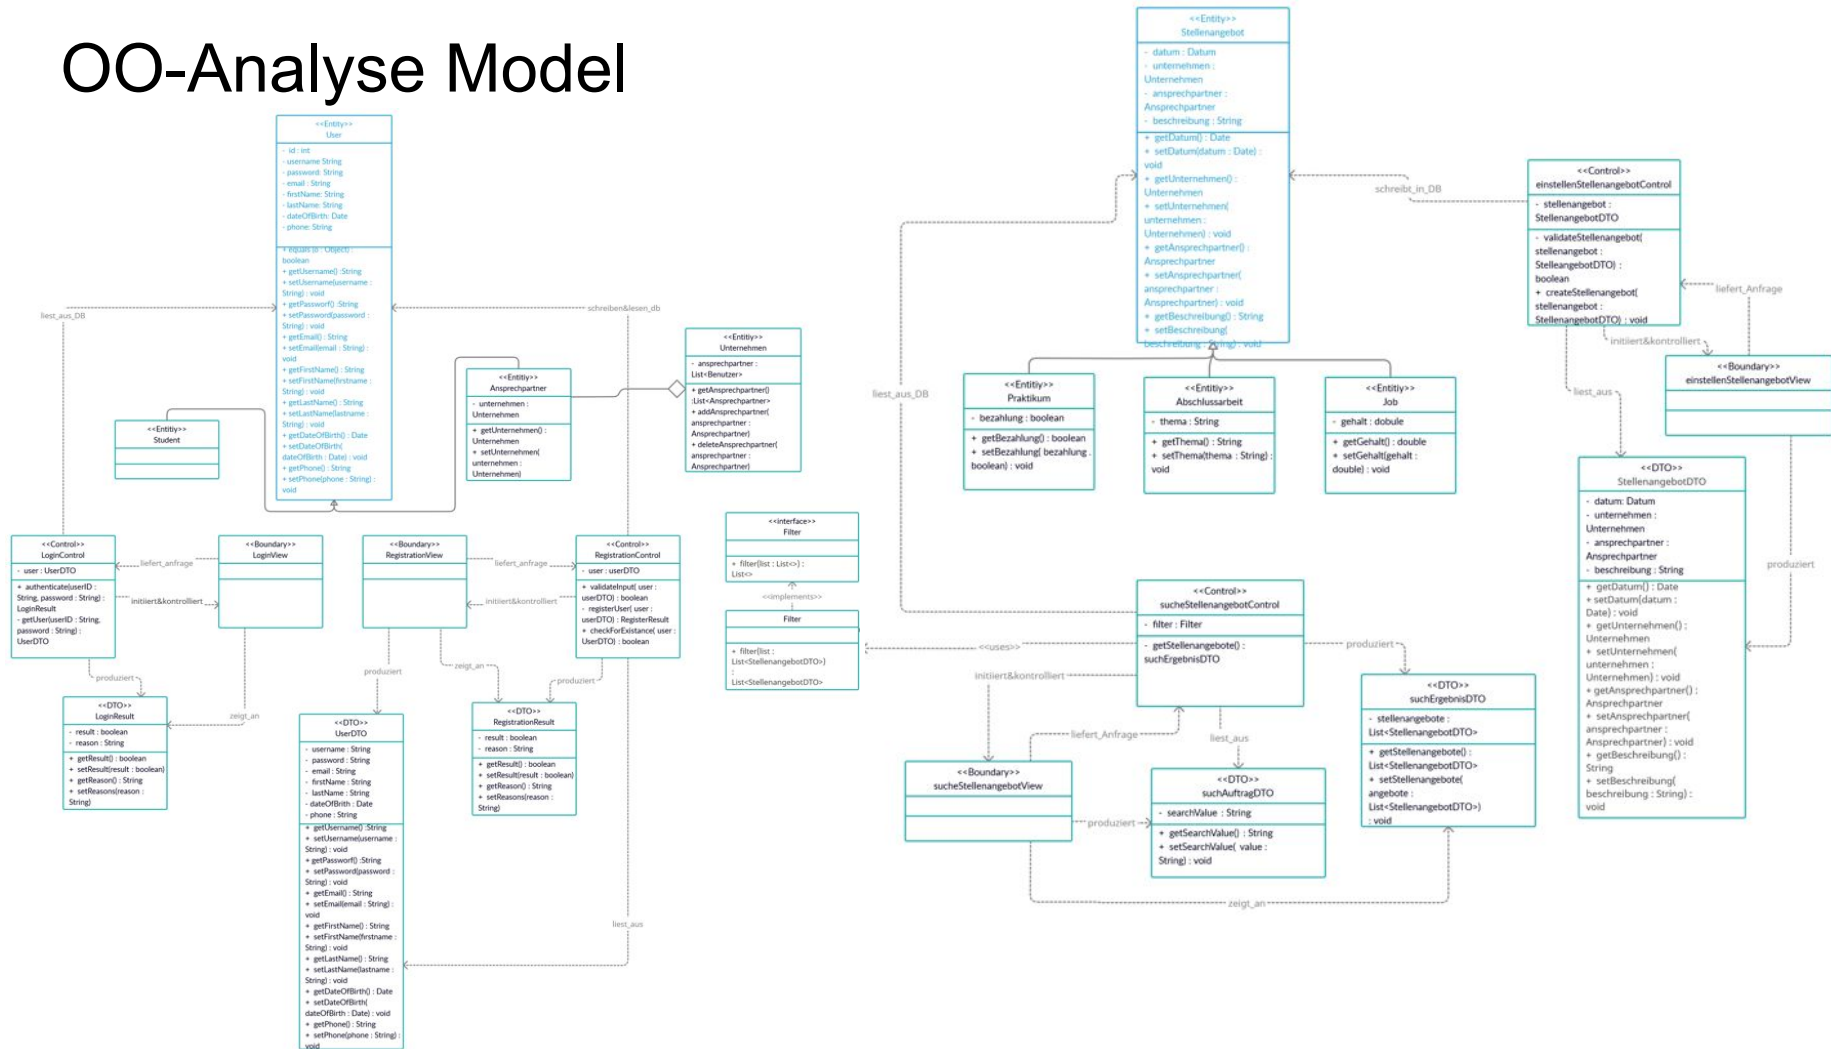 OO-Analyse Model
<<Entity>>
User
- id : int
- username String
- password: String
- email : String
- firstName: String
- lastName: String
- dateOfBirth: Date
- phone: String
+ equals (o : Object) :
boolean
+ getUsername() :String
+ setUsername(username :
String) : void
+ getPassworf() :String
+ setPassword(password :
String) : void
+ getEmail() : String
+ setEmail(email : String) :
void
+ getFirstName() : String
+ setFirstName(firstname :
String) : void
+ getLastName() : String
+ setLastName(lastname :
String) : void
+ getDateOfBirth() : Date
+ setDateOfBirth(
dateOfBirth : Date) : void
+ getPhone() : String
+ setPhone(phone : String) :
void
liest_aus_DB
schreiben&lesen_db
<<Entity>>
Student
<<Entitiy>>
Ansprechpartner
- unternehmen :
Unternehmen
+ getUnternehmen() :
Unternehmen
+ setUnternehmen(
unternehmen :
Unternehmen)
<<Entity>>
Unternehmen
- ansprechpartner :
List<Benutzer>
+ getAnsprechpartner()
:List<Ansprechpartner>
+ addAnsprechpartner(
ansprechpartner :
Ansprechpartner)
+ deleteAnsprechpartner(
ansprechpartner :
Ansprechpartner)
<<Control>>
LoginControl
- user : UserDTO
+ authenticate(userID :
String, password : String) :
LoginResult
- getUser(userID : String,
password : String) :
UserDTO
liefert_anfrage
initiiert&kontrolliert
<<Boundary>>
LoginView
<<Boundary>>
RegistrationView
liefert_anfrage
initiiert&kontrolliert
<<Control>>
RegistrationControl
- user : userDTO
+ validateInput( user :
userDTO) : boolean
- registerUser( user :
userDTO) : RegisterResult
+ checkForExistance( user :
UserDTO) : boolean
produziert
zeigt_an
produziert
zeigt_an
produziert
<<DTO>>
LoginResult
- result : boolean
- reason : String
+ getResult() : boolean
+ setResult(result : boolean)
+ getReason() : String
+ setReasons(reason :
String)
<<DTO>>
UserDTO
- username : String
- password : String
- email : String
- firstName : String
- lastName : String
- dateOfBrith : Date
- phone : String
+ getUsername() :String
+ setUsername(username :
String) : void
+ getPassworf() :String
+ setPassword(password :
String) : void
+ getEmail() : String
+ setEmail(email : String) :
void
+ getFirstName() : String
+ setFirstName(firstname :
String) : void
+ getLastName() : String
+ setLastName(lastname :
String) : void
+ getDateOfBirth() : Date
+ setDateOfBirth(
dateOfBirth : Date) : void
+ getPhone() : String
+ setPhone(phone : String) :
void
<<DTO>>
RegistrationResult
- result : boolean
- reason : String
+ getResult() : boolean
+ setResult(result : boolean)
+ getReason() : String
+ setReasons(reason :
String)
liest_aus
<<Entity>>
Stellenangebot
- datum : Datum
- unternehmen :
Unternehmen
- ansprechpartner :
Ansprechpartner
- beschreibung : String
+ getDatum() : Date
+ setDatum(datum : Date) :
void
+ getUnternehmen() :
Unternehmen
+ setUnternehmen(
unternehmen :
Unternehmen) : void
+ getAnsprechpartner() :
Ansprechpartner
+ setAnsprechpartner(
ansprechpartner :
Ansprechpartner) : void
+ getBeschreibung() : String
+ setBeschreibung(
beschreibung : String) : void
schreibt_in_DB
liest_aus_DB
<<Control>>
einstellenStellenangebotControl
- stellenangebot :
StellenangebotDTO
- validateStellenangebot(
stellenangebot :
StelleangebotDTO) :
boolean
+ createStellenangebot(
stellenangebot :
StellenangebotDTO) : void
liefert_Anfrage
initiiert&kontrolliert
<<Boundary>>
einstellenStellenangebotView
liest_aus
produziert
<<Entitiy>>
Praktikum
- bezahlung : boolean
+ getBezahlung() : boolean
+ setBezahlung( bezahlung :
boolean) : void
<<Entitiy>>
Abschlussarbeit
- thema : String
+ getThema() : String
+ setThema(thema : String) :
void
<<Entitiy>>
Job
- gehalt : dobule
+ getGehalt() : double
+ setGehalt(gehalt :
double) : void
<<DTO>>
StellenangebotDTO
- datum: Datum
- unternehmen :
Unternehmen
- ansprechpartner :
Ansprechpartner
- beschreibung : String
+ getDatum() : Date
+ setDatum(datum :
Date) : void
+ getUnternehmen() :
Unternehmen
+ setUnternehmen(
unternehmen :
Unternehmen) : void
+ getAnsprechpartner() :
Ansprechpartner
+ setAnsprechpartner(
ansprechpartner :
Ansprechpartner) : void
+ getBeschreibung() :
String
+ setBeschreibung(
beschreibung : String) :
void
<<interface>>
Filter
+ filter(list : List<>) :
List<>
<<implements>>
Filter
+ filter(list :
List<StellenangebotDTO>)
:
List<StellenangebotDTO>
<<uses>>
<<Control>>
sucheStellenangebotControl
- filter : Filter
- getStellenangebote() :
suchErgebnisDTO
produziert
initiiert&kontrolliert
liefert_Anfrage
liest_aus
<<Boundary>>
sucheStellenangebotView
produziert
<<DTO>>
suchAuftragDTO
- searchValue : String
+ getSearchValue() : String
+ setSearchValue( value :
String) : void
<<DTO>>
suchErgebnisDTO
- stellenangebote :
List<StellenangebotDTO>
+ getStellenangebote() :
List<StellenangebotDTO>
+ setStellenangebote(
angebote :
List<StellenangebotDTO>)
: void
zeigt_an